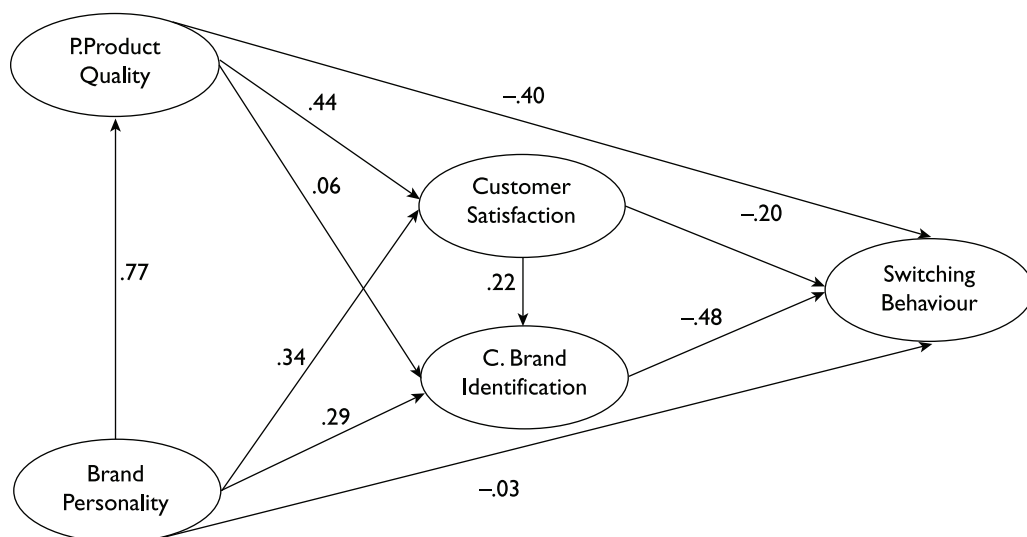 P.Product
Quality
–.40
.44
Customer
Satisfaction
.06
–.20
.77
.22
Switching
Behaviour
–.48
.34
C. Brand
Identification
.29
Brand
Personality
–.03